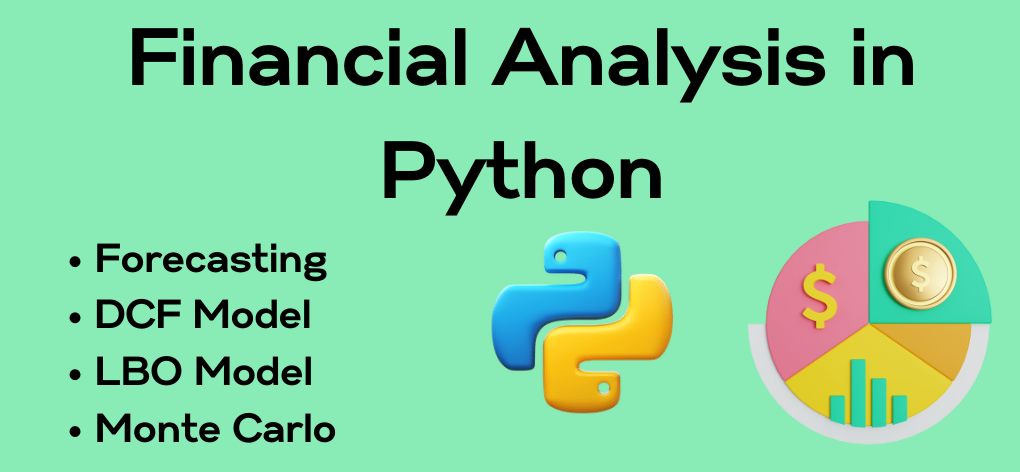 Financial Analysis in
Python
• Forecasting
• DCF Model
• LBO Model
• Monte Carlo
$
$